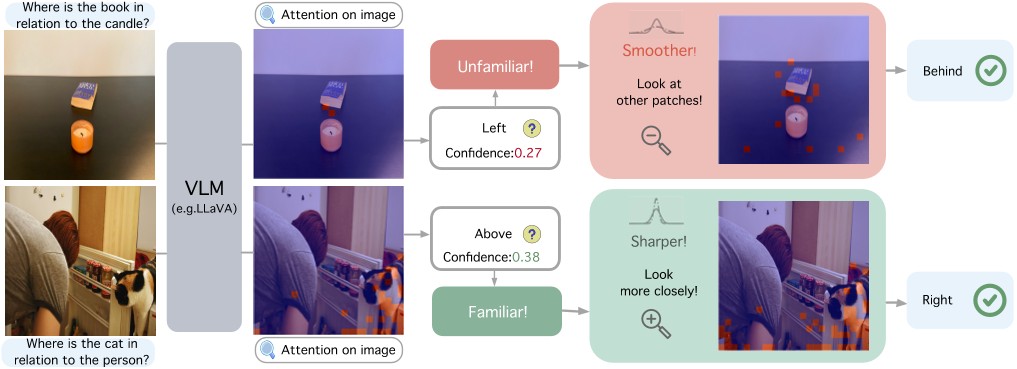 Where is the book in
relation to the candle?
Attention on image
VLM
(e.g.LLaVA)
Unfamiliar!
Left ?
Confidence:0.27
Smoother!
Look at
other patches!
Behind
Above ?
Confidence:0.38
Familiar!
Sharper!
Look
more closely!
Right
Where is the cat in
relation to the person?
Attention on image